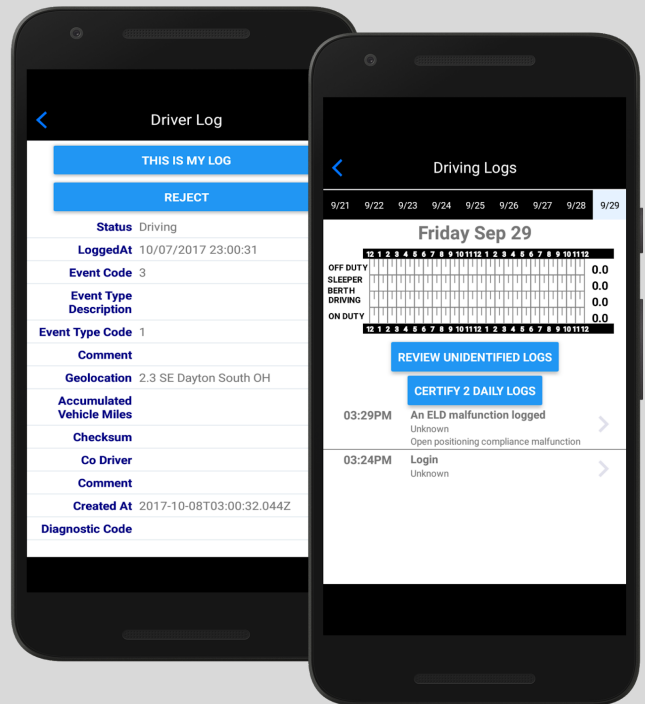 Driver Log
THIS IS MY LOG
REJECT
Status Driving
LoggedAt 10/07/2017 23:00:31
Event Code 3
Event Type
Description
Event Type Code 1
Comment
Geolocation 2.3 SE Dayton South OH
Accumulated
Vehicle Miles
Checksum
Co Driver
Comment
Created At 2017-10-08T03:00:32.044Z
Diagnostic Code
Driving Logs
9/21 9/22 9/23 9/24 9/25 9/26 9/27 9/28 9/29
Friday Sep 29
12 1 2 3 4 5 6 7 8 9 10 11 12 1 2 3 4 5 6 7 8 9 10 11 12
OFF DUTY 0.0
SLEEPER
BERTH 0.0
DRIVING 0.0
ON DUTY 0.0
12 1 2 3 4 5 6 7 8 9 10 11 12 1 2 3 4 5 6 7 8 9 10 11 12
REVIEW UNIDENTIFIED LOGS
CERTIFY 2 DAILY LOGS
03:29PM An ELD malfunction logged
Unknown
Open positioning compliance malfunction
03:24PM Login
Unknown